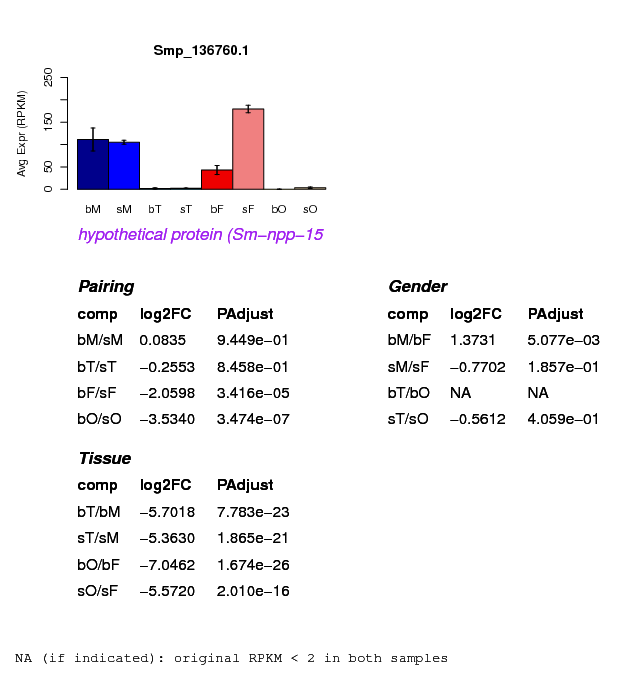 Smp_136760.1
Avg Expr (RPKM)
0 50 150 250
bM sM bT sT bF sF bO sO
hypothetical protein (Sm−npp−15
Pairing
comp log2FC PAdjust
bM/sM 0.0835 9.449e−01
bT/sT −0.2553 8.458e−01
bF/sF −2.0598 3.416e−05
bO/sO −3.5340 3.474e−07
Gender
comp log2FC PAdjust
bM/bF 1.3731 5.077e−03
sM/sF −0.7702 1.857e−01
bT/bO NA NA
sT/sO −0.5612 4.059e−01
Tissue
comp log2FC PAdjust
bT/bM −5.7018 7.783e−23
sT/sM −5.3630 1.865e−21
bO/bF −7.0462 1.674e−26
sO/sF −5.5720 2.010e−16
NA (if indicated): original RPKM < 2 in both samples